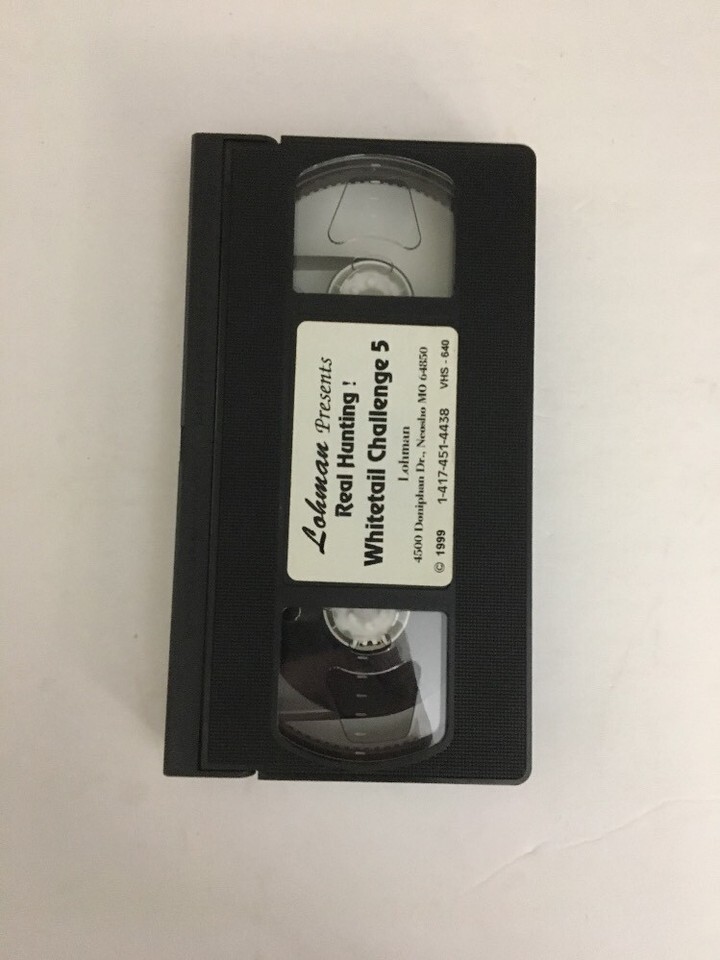 Lohman Presents
Real Hunting !
Whitetail Challenge 5
Lohman
4500 Doniphan Dr., Neosho MO 64850
© 1999 1-417-451-4438 VHS - 640